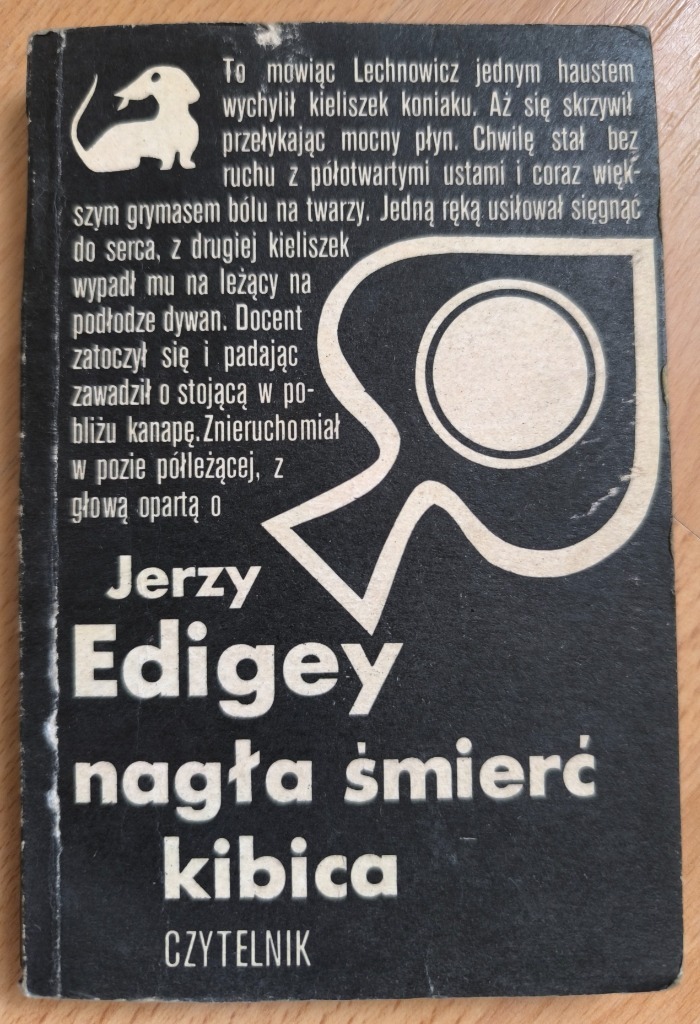 To mówiąc Lechnowicz jednym haustem
wychylił kieliszek koniaku. Aż się skrzywił
przełykając mocny płyn. Chwilę stał bez
ruchu z półotwartymi ustami i coraz więk-
szym grymasem bólu na twarzy. Jedną ręką usiłował sięgnąć
do serca, z drugiej kieliszek
wypadł mu na leżący na
podłodze dywan. Docent
zatoczył się i padając
zawadził o stojącą w po-
bliżu kanapę. Znieruchomiał
w pozie półleżącej, z
głową opartą o
Jerzy
Edigey
nagła śmierć
kibica
CZYTELNIK